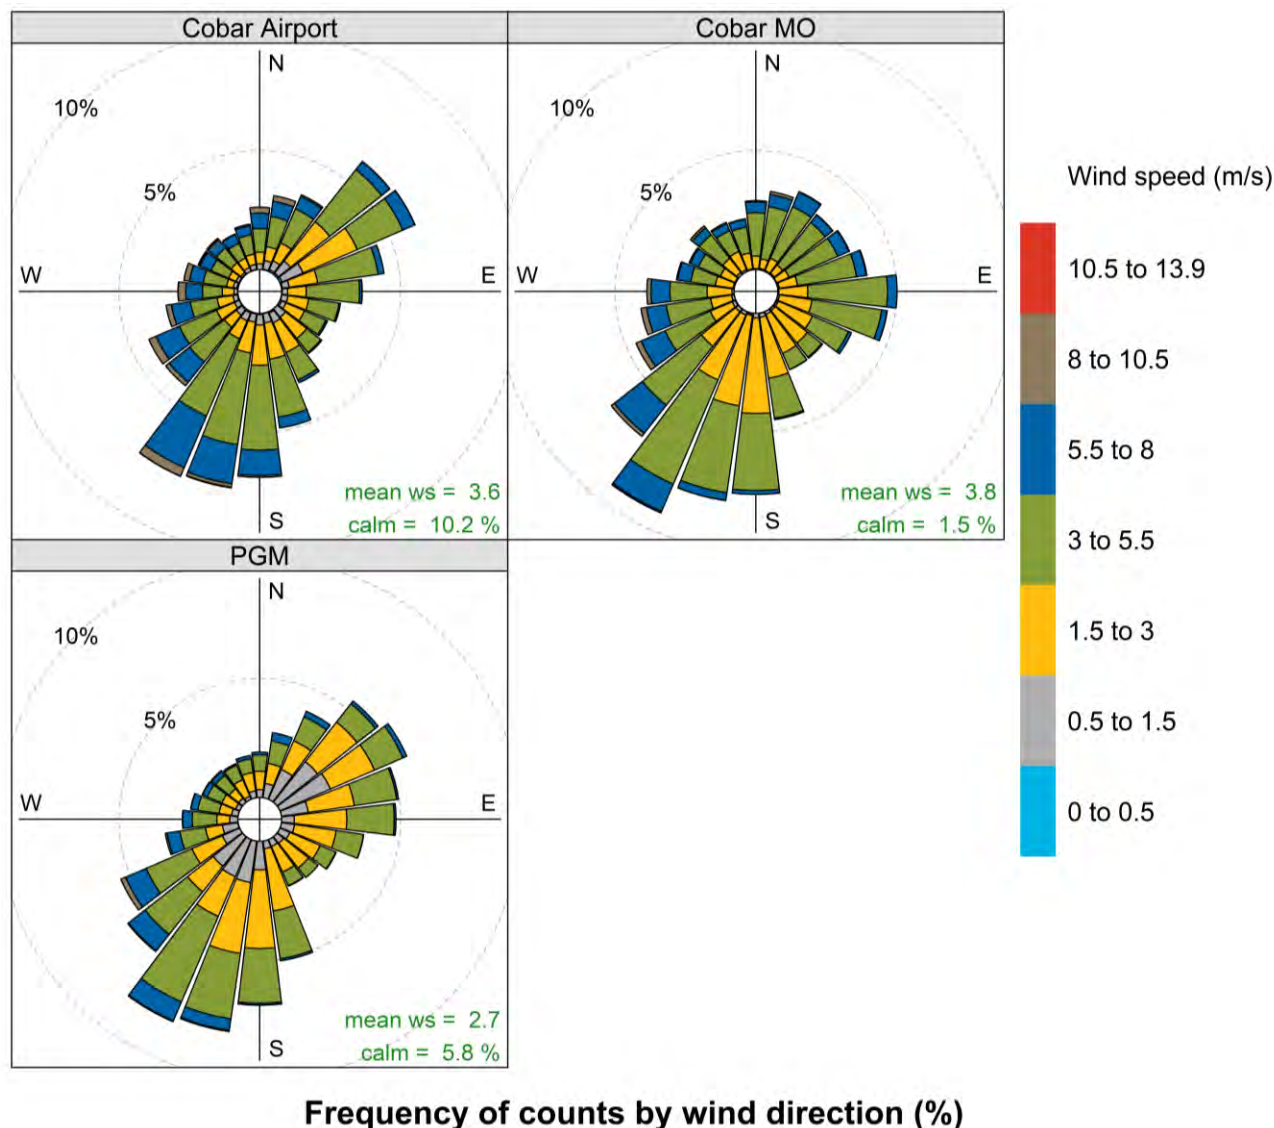 Cobar Airport
N
10%
5%
W
E
S
mean ws = 3.6
calm = 10.2 %
Cobar MO
N
10%
5%
W
E
S
mean ws = 3.8
calm = 1.5 %
Wind speed (m/s)
10.5 to 13.9
8 to 10.5
5.5 to 8
3 to 5.5
1.5 to 3
0.5 to 1.5
0 to 0.5
PGM
N
10%
5%
W
E
S
mean ws = 2.7
calm = 5.8 %
Frequency of counts by wind direction (%)